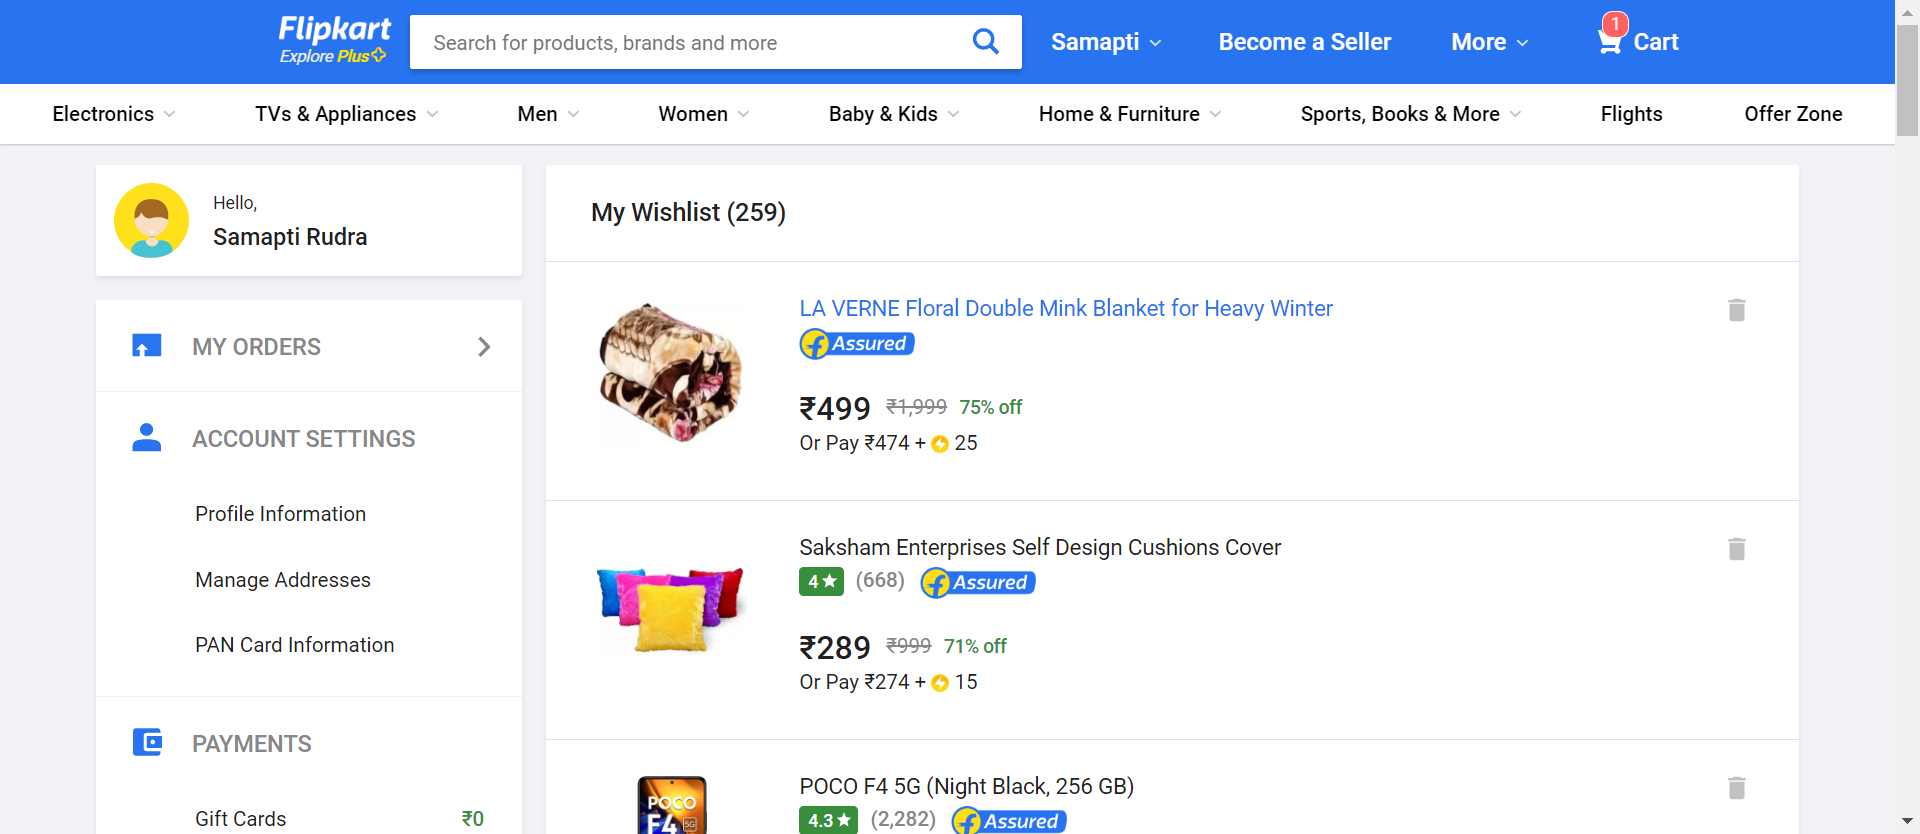 Flipkart
Explore Plus
Search for products, brands and more
Samapti
Become a Seller
More
1
Cart
Electronics
TVs & Appliances
Men
Women
Baby & Kids
Home & Furniture
Sports, Books & More
Flights
Offer Zone
Hello,
Samapti Rudra
MY ORDERS
ACCOUNT SETTINGS
Profile Information
Manage Addresses
PAN Card Information
PAYMENTS
Gift Cards ₹0
My Wishlist (259)
LA VERNE Floral Double Mink Blanket for Heavy Winter
Assured
₹499 ₹1,999 75% off
Or Pay ₹474 + 25
Saksham Enterprises Self Design Cushions Cover
4★ (668) Assured
₹289 ₹999 71% off
Or Pay ₹274 + 15
POCO
F4 5G
POCO F4 5G (Night Black, 256 GB)
4.3★ (2,282) Assured